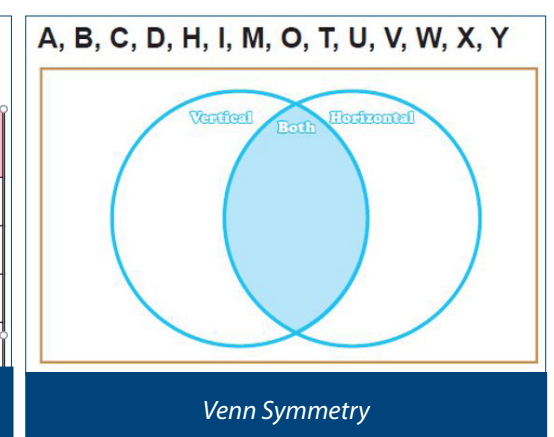 A, B, C, D, H, I, M, O, T, U, V, W, X, Y
Vertical
Both
Horizontal
Venn Symmetry